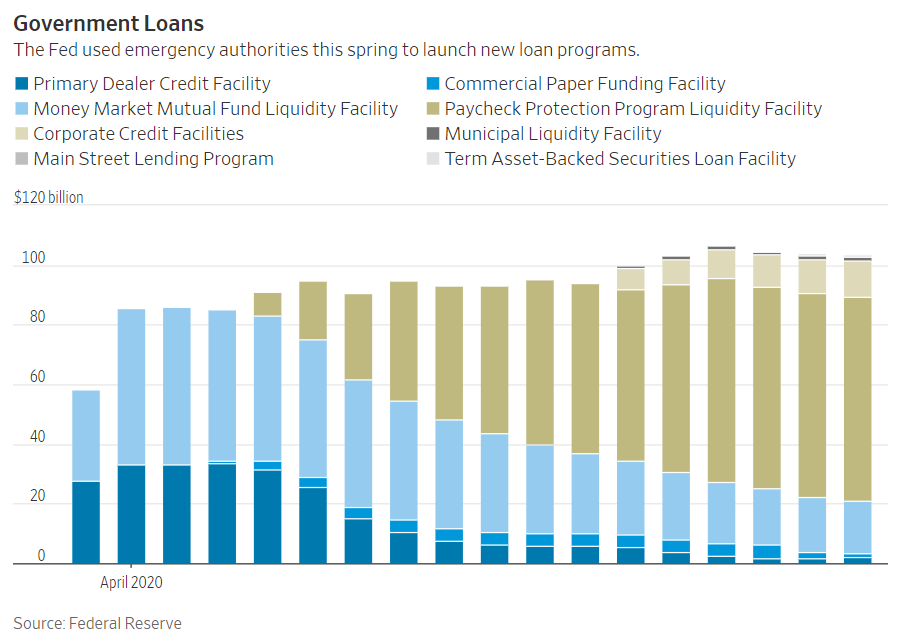 Government Loans
The Fed used emergency authorities this spring to launch new loan programs.
Primary Dealer Credit Facility
Commercial Paper Funding Facility
Money Market Mutual Fund Liquidity Facility
Paycheck Protection Program Liquidity Facility
Corporate Credit Facilities
Municipal Liquidity Facility
Main Street Lending Program
Term Asset-Backed Securities Loan Facility
$120 billion
100
80
60
40
20
0
April 2020
Source: Federal Reserve